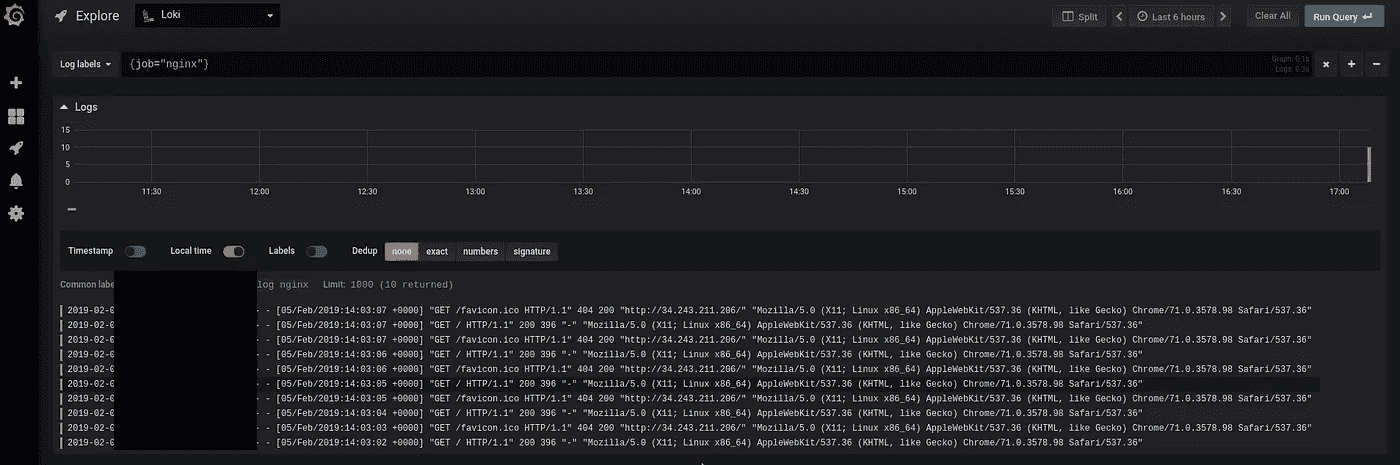 Explore Loki Split Last 6 hours Clear All Run Query
Log labels {job="nginx"} Graph: 0.1s
Logs: 0.3s
Logs
15
10
5
0
11:30 12:00 12:30 13:00 13:30 14:00 14:30 15:00 15:30 16:00 16:30 17:00
Timestamp Local time Labels Dedup none exact numbers signature
Common labe log nginx Limit: 1000 (10 returned)
2019-02-0 - - [05/Feb/2019:14:03:07 +0000] "GET /favicon.ico HTTP/1.1" 404 200 "http://34.243.211.206/" "Mozilla/5.0 (X11; Linux x86_64) AppleWebKit/537.36 (KHTML, like Gecko) Chrome/71.0.3578.98 Safari/537.36"
2019-02-0 - - [05/Feb/2019:14:03:07 +0000] "GET / HTTP/1.1" 200 396 "-" "Mozilla/5.0 (X11; Linux x86_64) AppleWebKit/537.36 (KHTML, like Gecko) Chrome/71.0.3578.98 Safari/537.36"
2019-02-0 - - [05/Feb/2019:14:03:07 +0000] "GET /favicon.ico HTTP/1.1" 404 200 "http://34.243.211.206/" "Mozilla/5.0 (X11; Linux x86_64) AppleWebKit/537.36 (KHTML, like Gecko) Chrome/71.0.3578.98 Safari/537.36"
2019-02-0 - - [05/Feb/2019:14:03:06 +0000] "GET / HTTP/1.1" 200 396 "-" "Mozilla/5.0 (X11; Linux x86_64) AppleWebKit/537.36 (KHTML, like Gecko) Chrome/71.0.3578.98 Safari/537.36"
2019-02-0 - - [05/Feb/2019:14:03:06 +0000] "GET /favicon.ico HTTP/1.1" 404 200 "http://34.243.211.206/" "Mozilla/5.0 (X11; Linux x86_64) AppleWebKit/537.36 (KHTML, like Gecko) Chrome/71.0.3578.98 Safari/537.36"
2019-02-0 - - [05/Feb/2019:14:03:05 +0000] "GET / HTTP/1.1" 200 396 "-" "Mozilla/5.0 (X11; Linux x86_64) AppleWebKit/537.36 (KHTML, like Gecko) Chrome/71.0.3578.98 Safari/537.36"
2019-02-0 - - [05/Feb/2019:14:03:05 +0000] "GET /favicon.ico HTTP/1.1" 404 200 "http://34.243.211.206/" "Mozilla/5.0 (X11; Linux x86_64) AppleWebKit/537.36 (KHTML, like Gecko) Chrome/71.0.3578.98 Safari/537.36"
2019-02-0 - - [05/Feb/2019:14:03:04 +0000] "GET / HTTP/1.1" 200 396 "-" "Mozilla/5.0 (X11; Linux x86_64) AppleWebKit/537.36 (KHTML, like Gecko) Chrome/71.0.3578.98 Safari/537.36"
2019-02-0 - - [05/Feb/2019:14:03:03 +0000] "GET /favicon.ico HTTP/1.1" 404 200 "http://34.243.211.206/" "Mozilla/5.0 (X11; Linux x86_64) AppleWebKit/537.36 (KHTML, like Gecko) Chrome/71.0.3578.98 Safari/537.36"
2019-02-0 - - [05/Feb/2019:14:03:02 +0000] "GET / HTTP/1.1" 200 396 "-" "Mozilla/5.0 (X11; Linux x86_64) AppleWebKit/537.36 (KHTML, like Gecko) Chrome/71.0.3578.98 Safari/537.36"